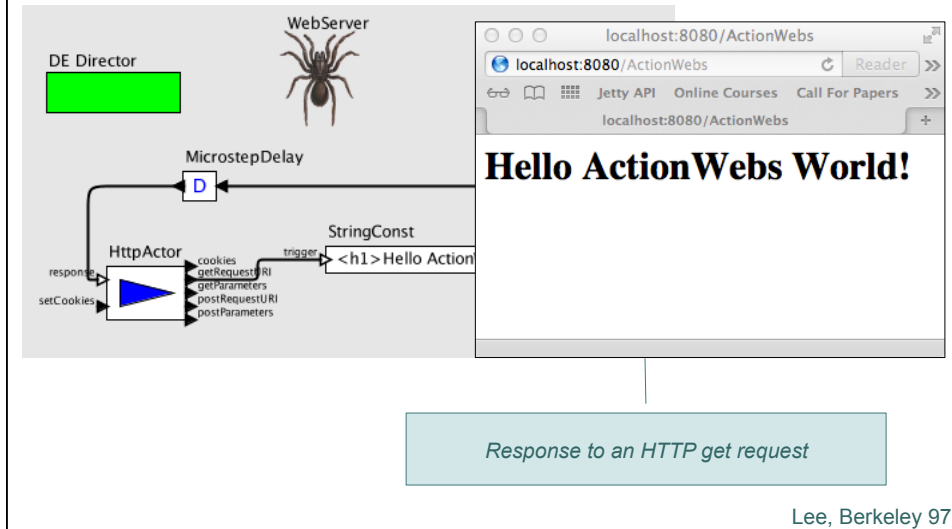 WebServer
DE Director
MicrostepDelay
D
StringConst
trigger
<h1>Hello Action
HttpActor
response
setCookies
cookies
getRequestURI
getParameters
postRequestURI
postParameters
localhost:8080/ActionWebs
localhost:8080/ActionWebs
Reader
Jetty API Online Courses Call For Papers
localhost:8080/ActionWebs
Hello ActionWebs World!
Response to an HTTP get request
Lee, Berkeley 97